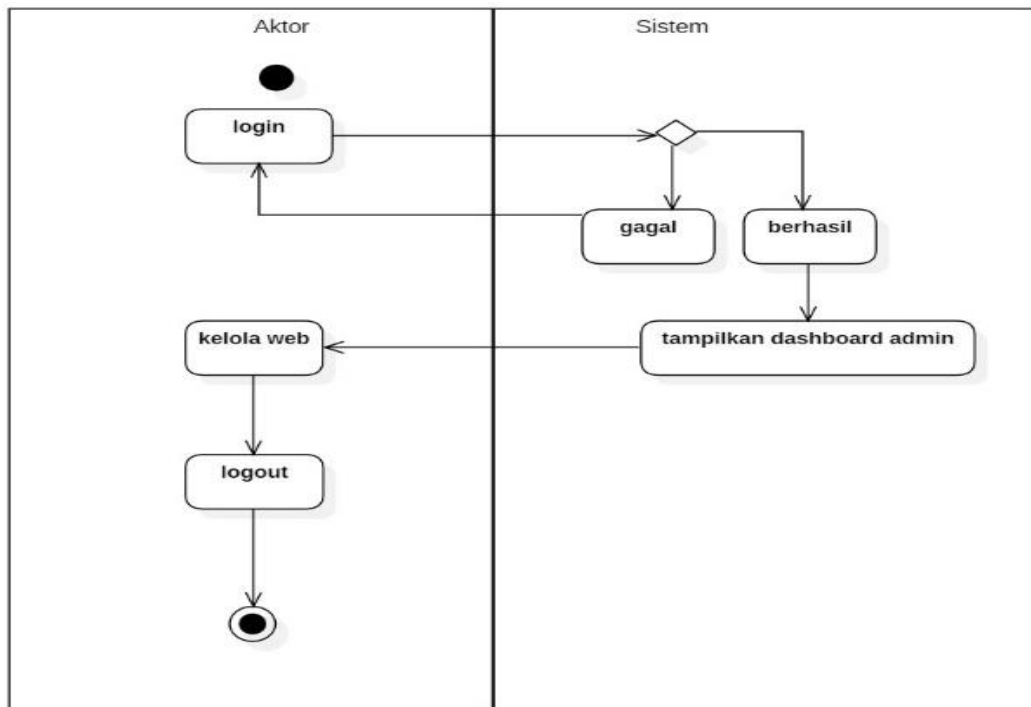 Aktor
Sistem
login
gagal
berhasil
kelola web
tampilkan dashboard admin
logout